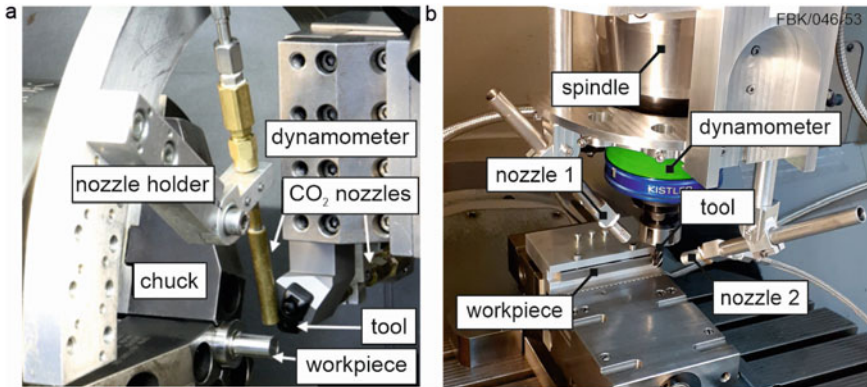 a
dynamometer
nozzle holder
CO₂ nozzles
chuck
tool
workpiece
b
FBK/046-53
spindle
dynamometer
nozzle 1
KISTLER
tool
workpiece
nozzle 2